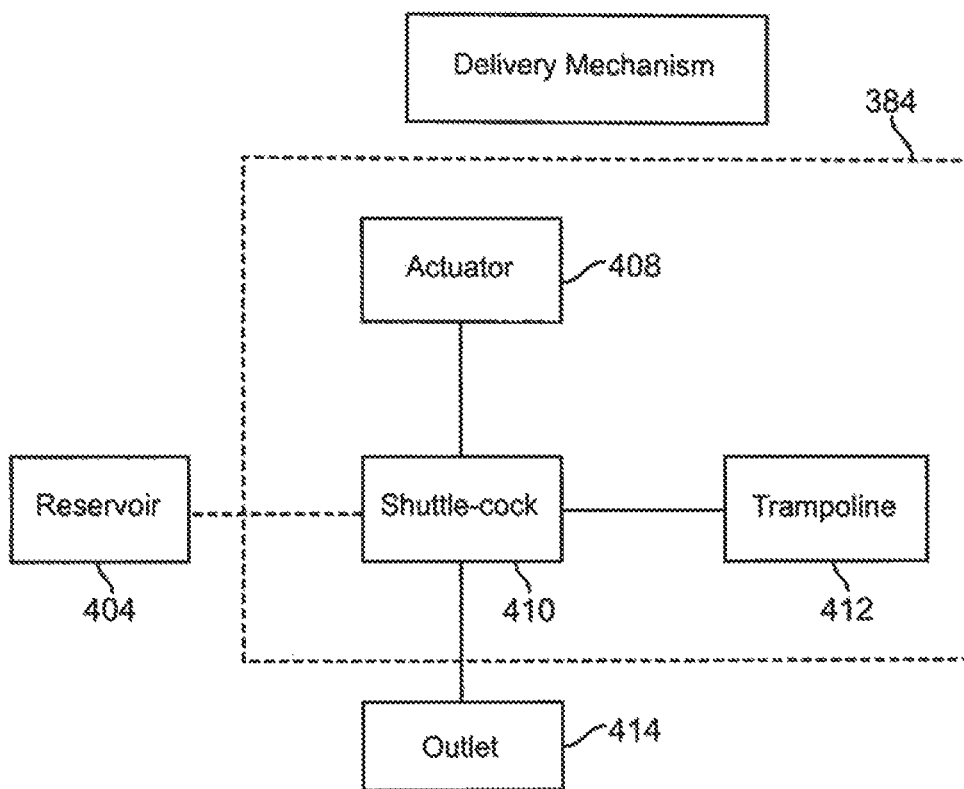 Delivery Mechanism
384
Actuator
408
Reservoir
Shuttle-cock
Trampoline
404
410
412
Outlet
414